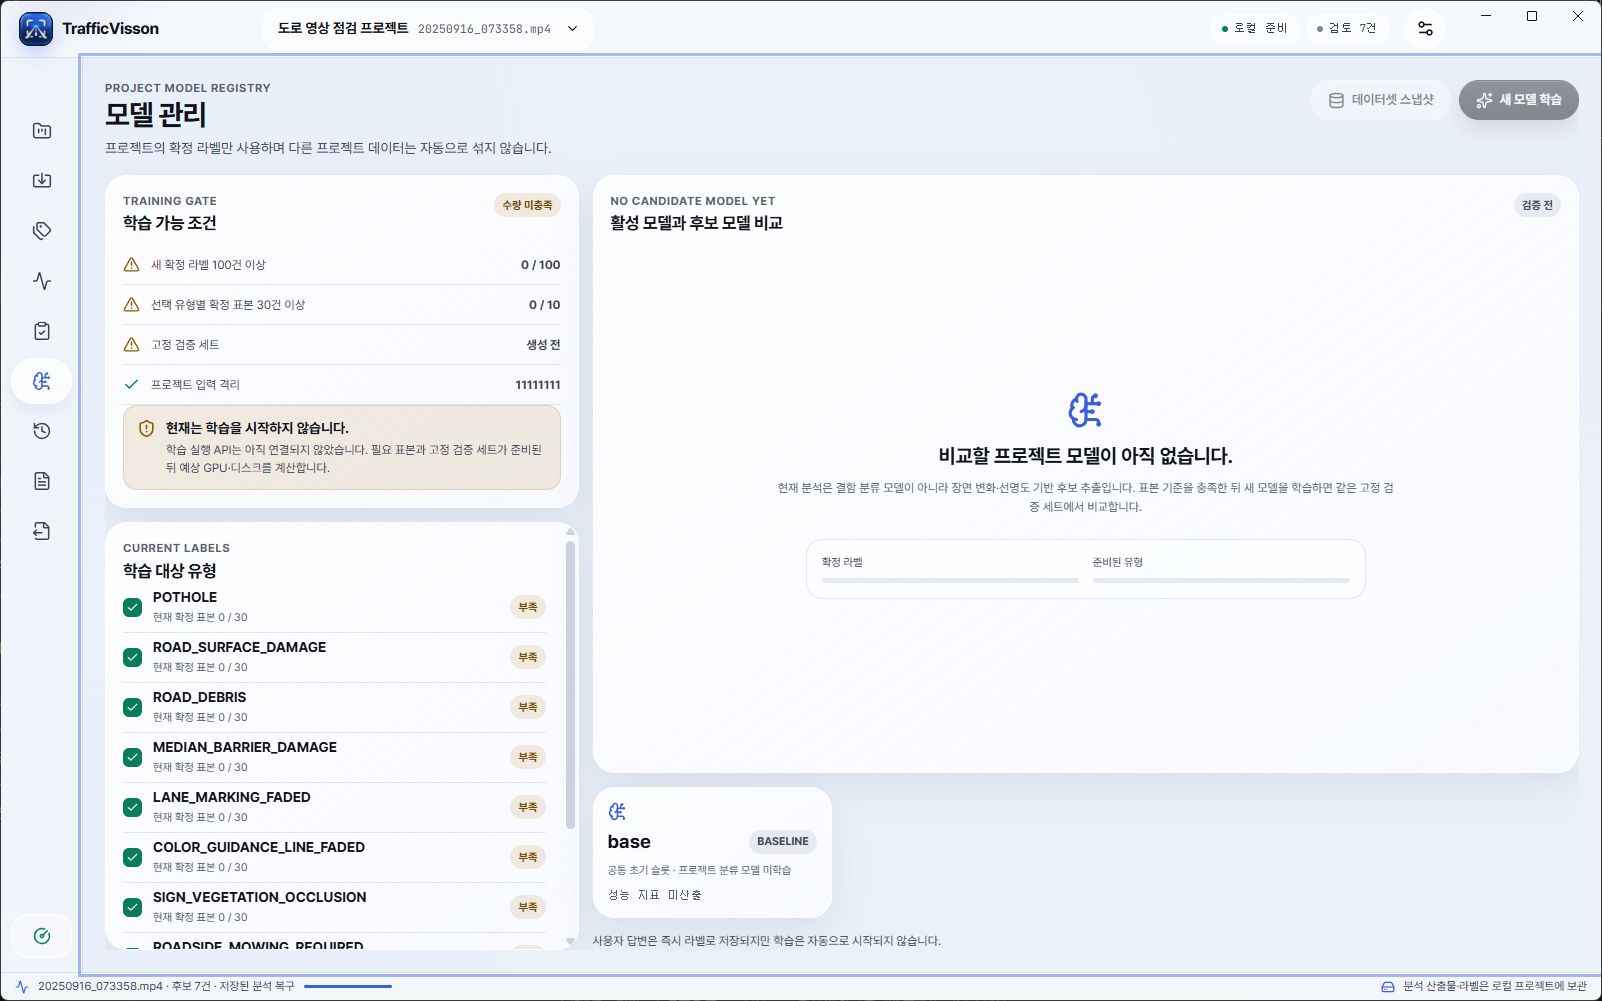 TrafficVisson
도로 영상 점검 프로젝트 20250916_073358.mp4
로컬 준비
검토 7건
PROJECT MODEL REGISTRY
모델 관리
프로젝트의 확정 라벨만 사용하며 다른 프로젝트 데이터는 자동으로 섞지 않습니다.
데이터셋 스냅샷
새 모델 학습
TRAINING GATE
학습 가능 조건
수량 미충족
새 확정 라벨 100건 이상 0 / 100
선택 유형별 확정 표본 30건 이상 0 / 10
고정 검증 세트 생성 전
프로젝트 입력 격리 11111111
현재는 학습을 시작하지 않습니다.
학습 실행 API는 아직 연결되지 않았습니다. 필요 표본과 고정 검증 세트가 준비된
뒤 예상 GPU·디스크를 계산합니다.
CURRENT LABELS
학습 대상 유형
POTHOLE
현재 확정 표본 0 / 30
부족
ROAD_SURFACE_DAMAGE
현재 확정 표본 0 / 30
부족
ROAD_DEBRIS
현재 확정 표본 0 / 30
부족
MEDIAN_BARRIER_DAMAGE
현재 확정 표본 0 / 30
부족
LANE_MARKING_FADED
현재 확정 표본 0 / 30
부족
COLOR_GUIDANCE_LINE_FADED
현재 확정 표본 0 / 30
부족
SIGN_VEGETATION_OCCLUSION
현재 확정 표본 0 / 30
부족
ROADSIDE_MOWING_REQUIRED
NO CANDIDATE MODEL YET
활성 모델과 후보 모델 비교
검증 전
비교할 프로젝트 모델이 아직 없습니다.
현재 분석은 결함 분류 모델이 아니라 장면 변화·선명도 기반 후보 추출입니다. 표본 기준을 충족한 뒤 새 모델을 학습하면 같은 고정 검
증 세트에서 비교합니다.
확정 라벨
준비된 유형
base
BASELINE
공통 초기 슬롯 · 프로젝트 분류 모델 미학습
성능 지표 미산출
사용자 답변은 즉시 라벨로 저장되지만 학습은 자동으로 시작되지 않습니다.
20250916_073358.mp4 · 후보 7건 · 저장된 분석 복구
분석 산출물·라벨은 로컬 프로젝트에 보관